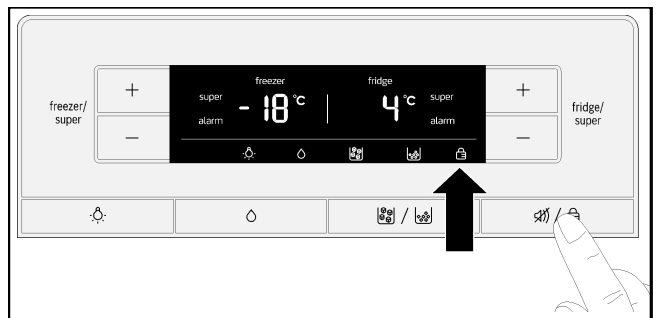 freezer/
super
+
−
freezer
super
alarm
-18 °C
fridge
4 °C
super
alarm
+
−
fridge/
super
/
/